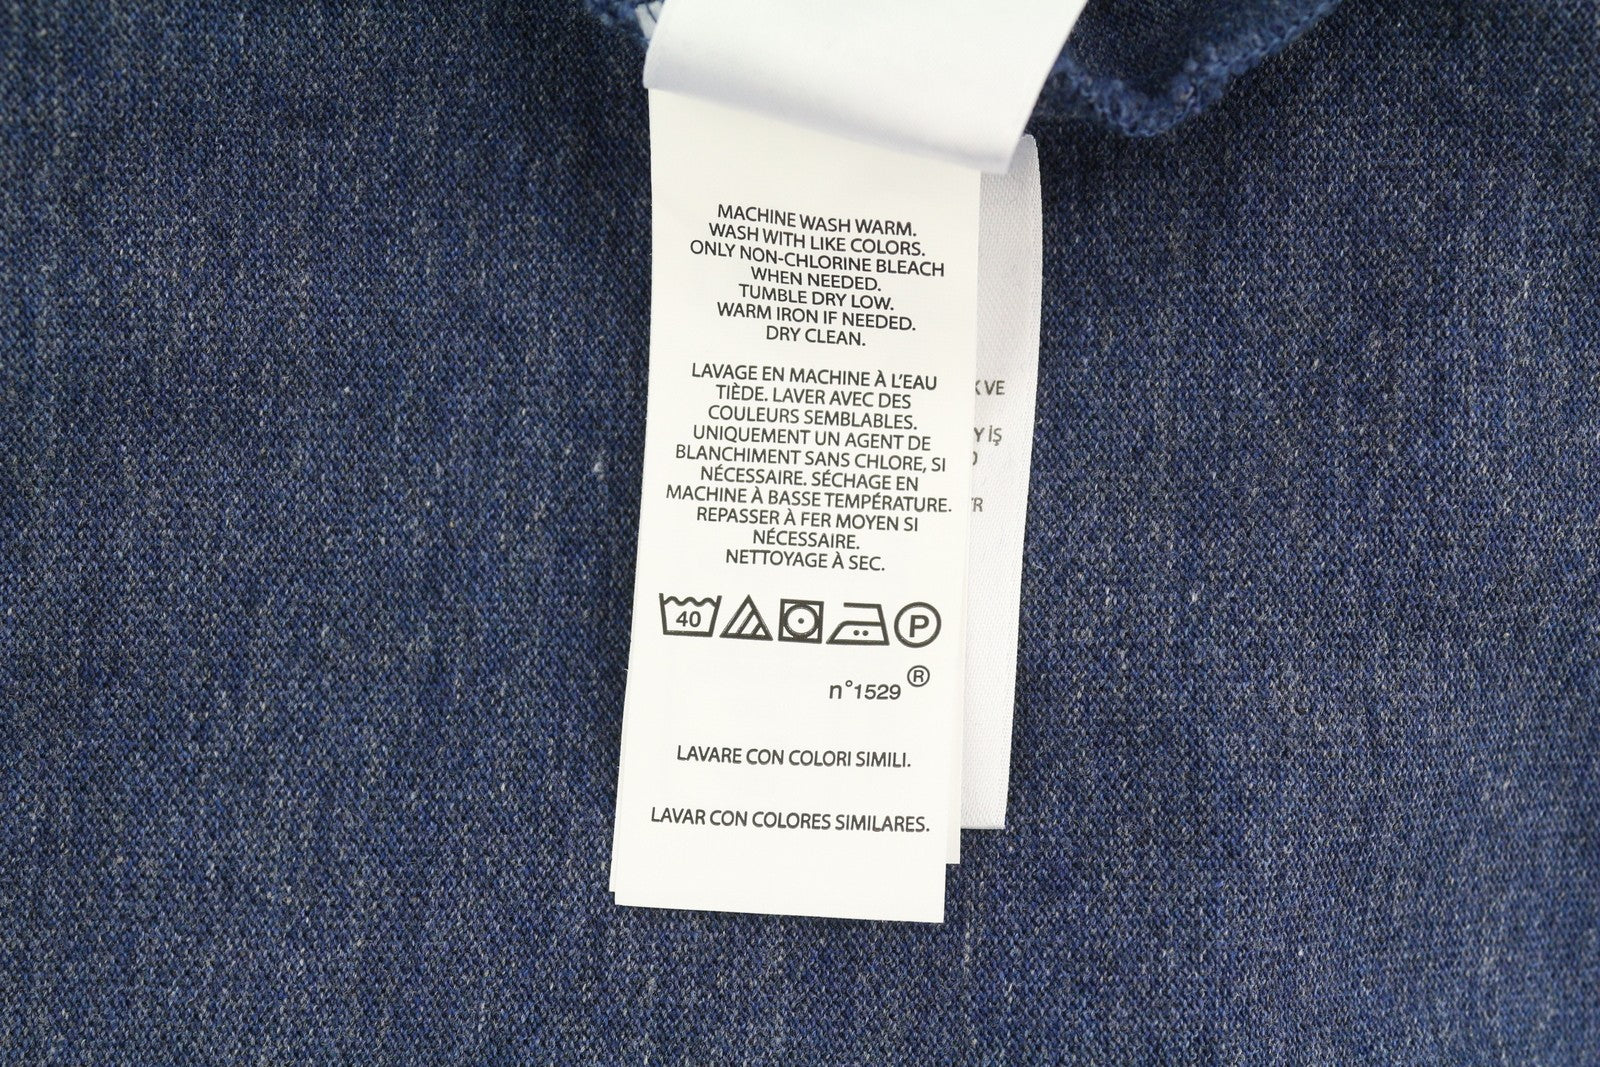 MACHINE WASH WARM.
WASH WITH LIKE COLORS.
ONLY NON-CHLORINE BLEACH
WHEN NEEDED.
TUMBLE DRY LOW.
WARM IRON IF NEEDED.
DRY CLEAN.
LAVAGE EN MACHINE À L'EAU
TIÈDE. LAVER AVEC DES
COULEURS SEMBLABLES.
UNIQUEMENT UN AGENT DE
BLANCHIMENT SANS CHLORE, SI
NÉCESSAIRE. SÉCHAGE EN
MACHINE À BASSE TEMPÉRATURE.
REPASSER À FER MOYEN SI
NÉCESSAIRE.
NETTOYAGE À SEC.
40 P
n°1529 ®
LAVARE CON COLORI SIMILI.
LAVAR CON COLORES SIMILARES.
VE
İŞ